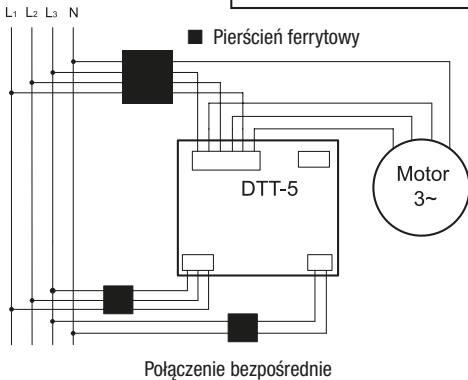 L₁ L₂ L₃ N
Pierścień ferrytowy
DTT-5
Motor
3~
Połączenie bezpośrednie